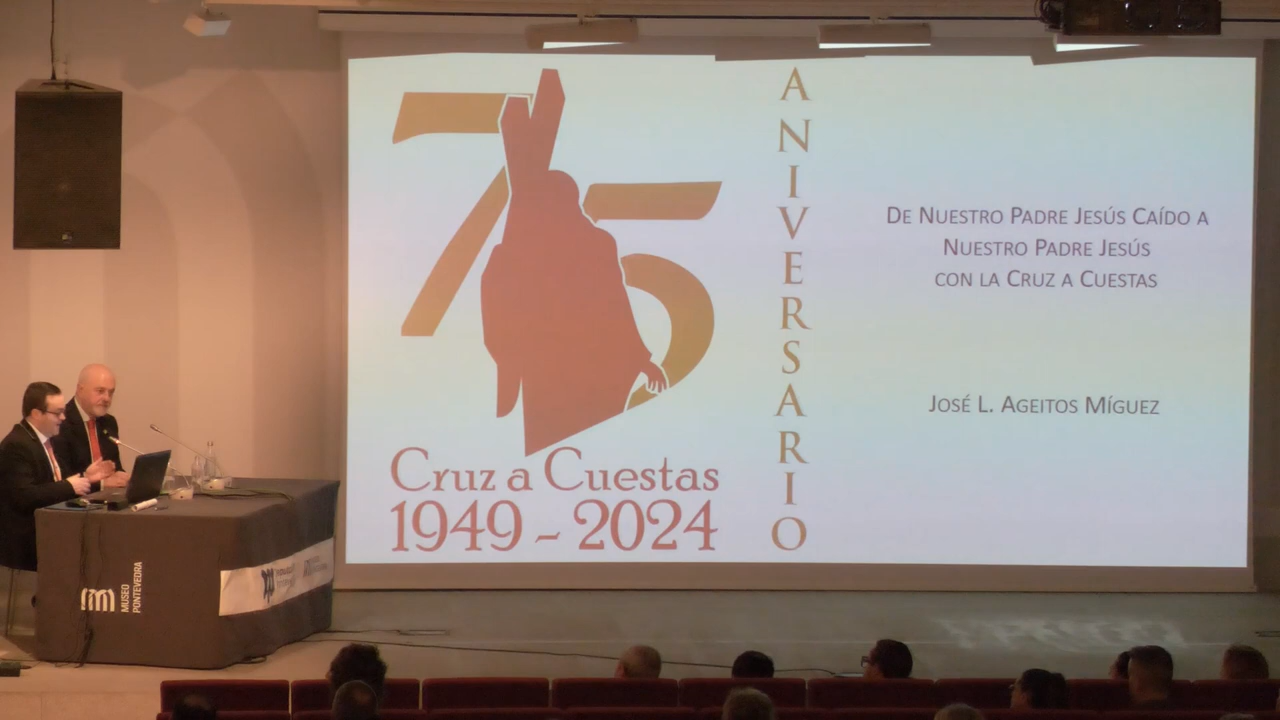 75
ANIVERSARIO
Cruz a Cuestas
1949 - 2024
De Nuestro Padre Jesús Caído a
Nuestro Padre Jesús
con la Cruz a Cuestas
José L. Ageitos Míguez
MUSEO
PONTEVEDRA